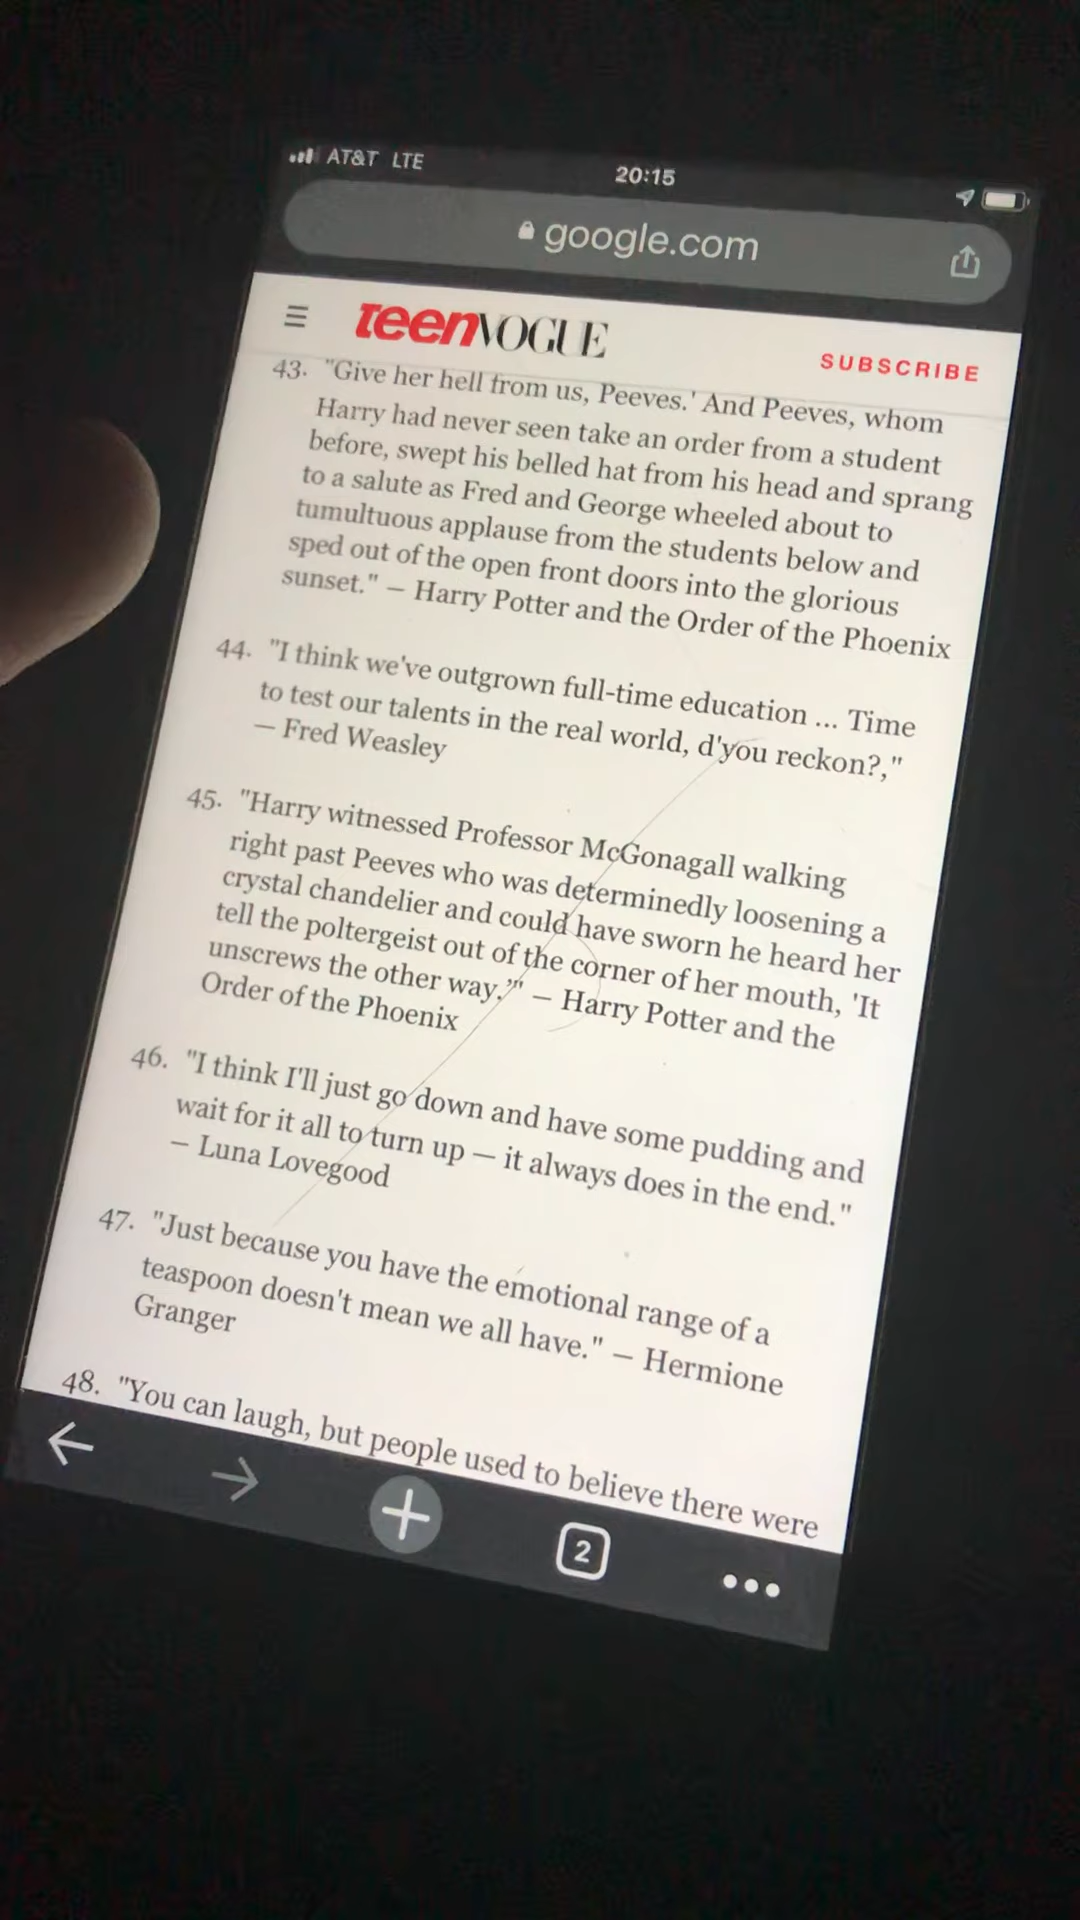 AT&T LTE
20:15
google.com
TeenVOGUE
SUBSCRIBE
43. "Give her hell from us, Peeves.' And Peeves, whom
Harry had never seen take an order from a student
before, swept his belled hat from his head and sprang
to a salute as Fred and George wheeled about to
tumultuous applause from the students below and
sped out of the open front doors into the glorious
sunset." – Harry Potter and the Order of the Phoenix
44. "I think we've outgrown full-time education ... Time
to test our talents in the real world, d'you reckon?,"
– Fred Weasley
45. "Harry witnessed Professor McGonagall walking
right past Peeves who was determinedly loosening a
crystal chandelier and could have sworn he heard her
tell the poltergeist out of the corner of her mouth, 'It
unscrews the other way.'" – Harry Potter and the
Order of the Phoenix
46. "I think I'll just go down and have some pudding and
wait for it all to turn up – it always does in the end."
– Luna Lovegood
47. "Just because you have the emotional range of a
teaspoon doesn't mean we all have." – Hermione
Granger
48. "You can laugh, but people used to believe there were
2